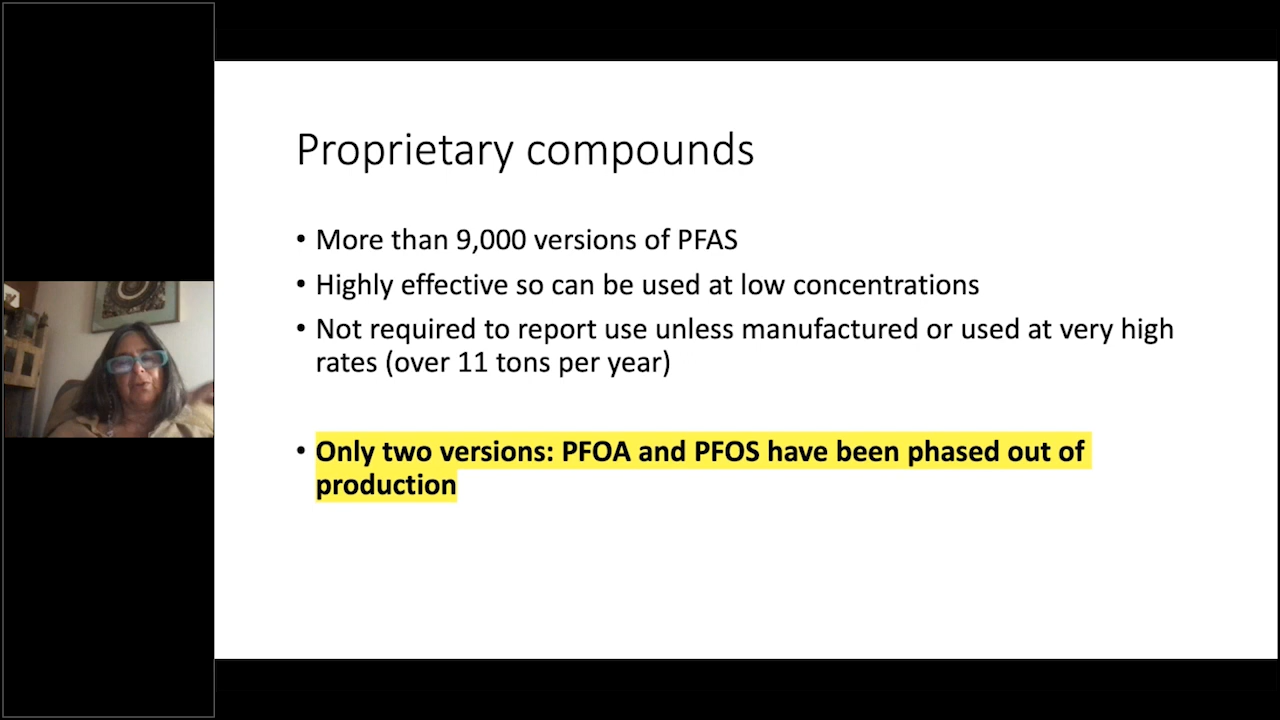 Proprietary compounds
• More than 9,000 versions of PFAS
• Highly effective so can be used at low concentrations
• Not required to report use unless manufactured or used at very high
rates (over 11 tons per year)
• Only two versions: PFOA and PFOS have been phased out of
production